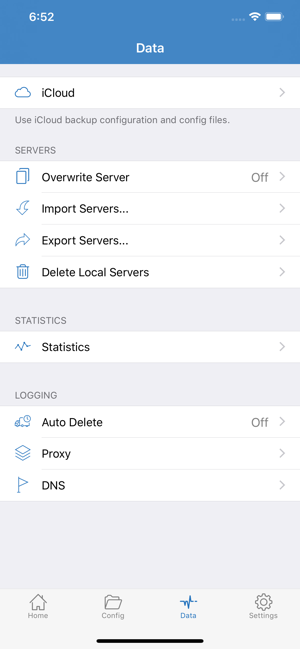 6:52
Data
iCloud
Use iCloud backup configuration and config files.
SERVERS
Overwrite Server Off
Import Servers...
Export Servers...
Delete Local Servers
STATISTICS
Statistics
LOGGING
Auto Delete Off
Proxy
DNS
Home Config Data Settings